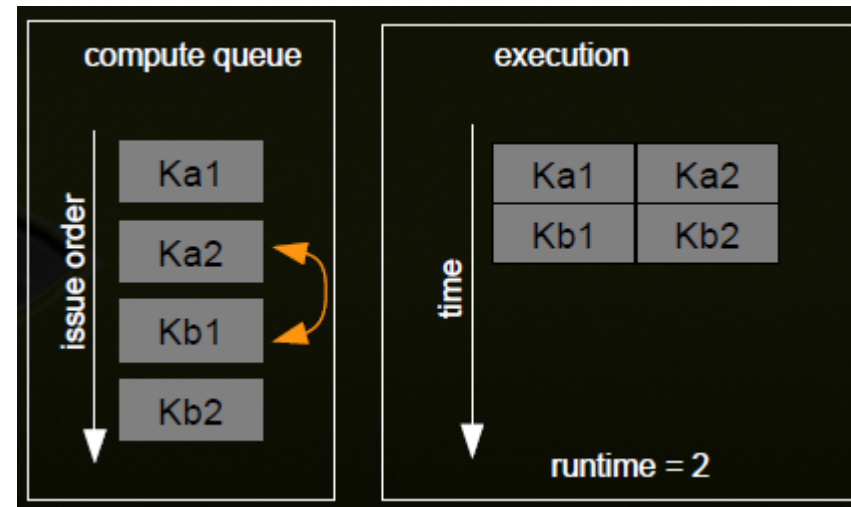 compute queue
issue order
Ka1
Ka2
Kb1
Kb2
execution
time
Ka1 Ka2
Kb1 Kb2
runtime = 2